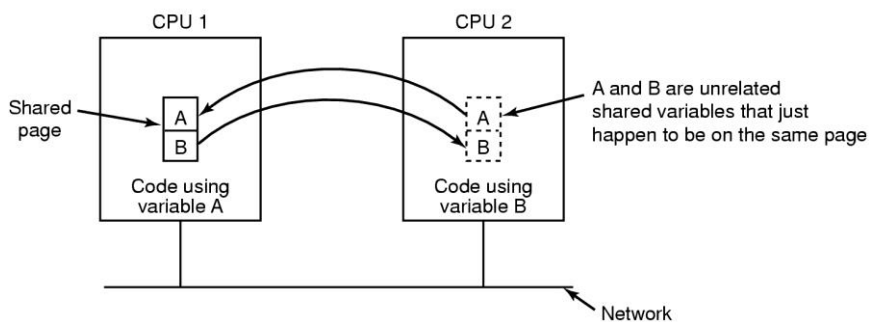 CPU 1
CPU 2
Shared
page
A
B
A
B
A and B are unrelated
shared variables that just
happen to be on the same page
Code using
variable A
Code using
variable B
Network